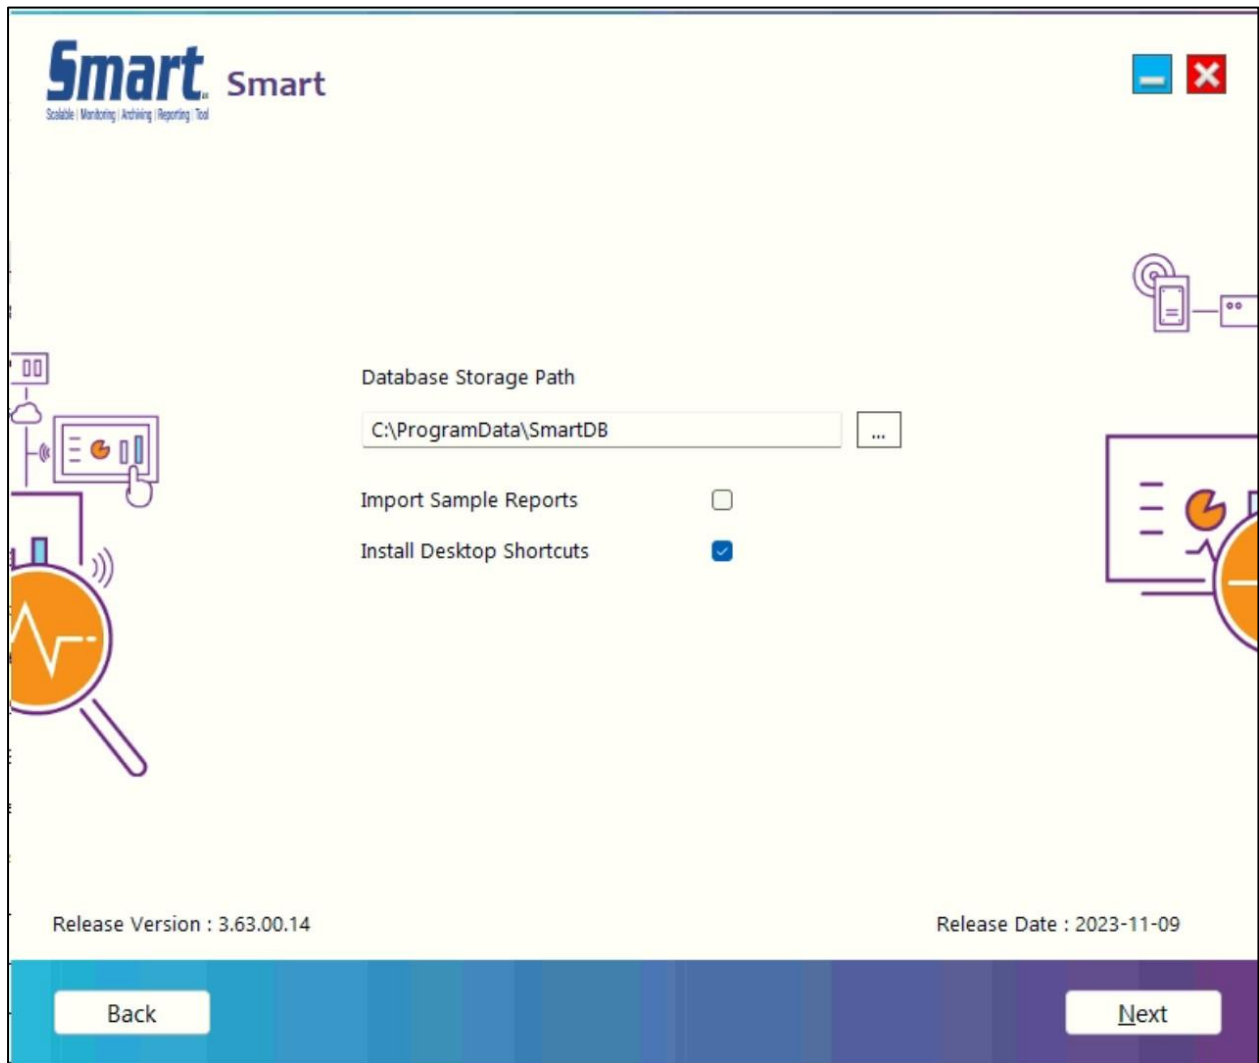 Smart
Smart
Scalable | Monitoring | Archiving | Reporting | Tool
Database Storage Path
C:\ProgramData\SmartDB
...
Import Sample Reports
Install Desktop Shortcuts
Release Version : 3.63.00.14
Release Date : 2023-11-09
Back
Next